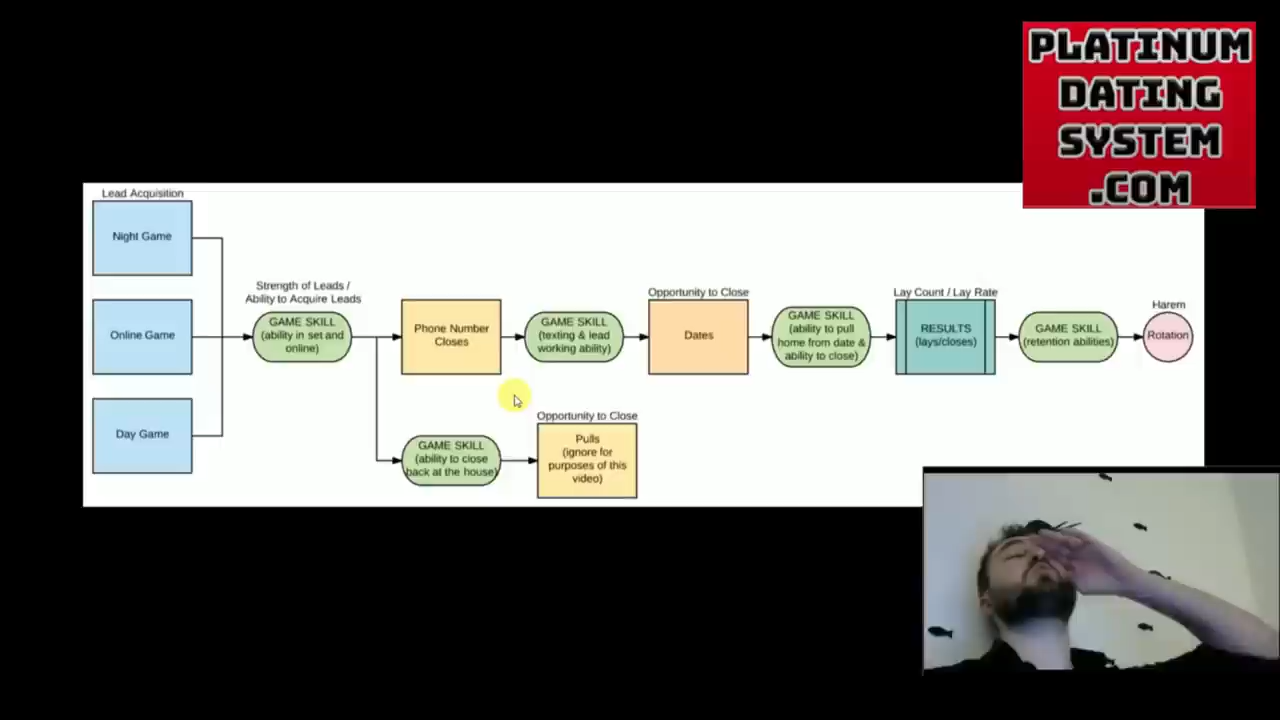 PLATINUM
DATING
SYSTEM
.COM
Lead Acquisition
Night Game
Online Game
Day Game
Strength of Leads /
Ability to Acquire Leads
GAME SKILL
(ability in set and
online)
Phone Number
Closes
GAME SKILL
(texting & lead
working ability)
Opportunity to Close
Dates
GAME SKILL
(ability to pull
home from date &
ability to close)
Lay Count / Lay Rate
RESULTS
(lays/closes)
GAME SKILL
(retention abilities)
Harem
Rotation
GAME SKILL
(ability to close
back at the house)
Opportunity to Close
Pulls
(ignore for
purposes of this
video)